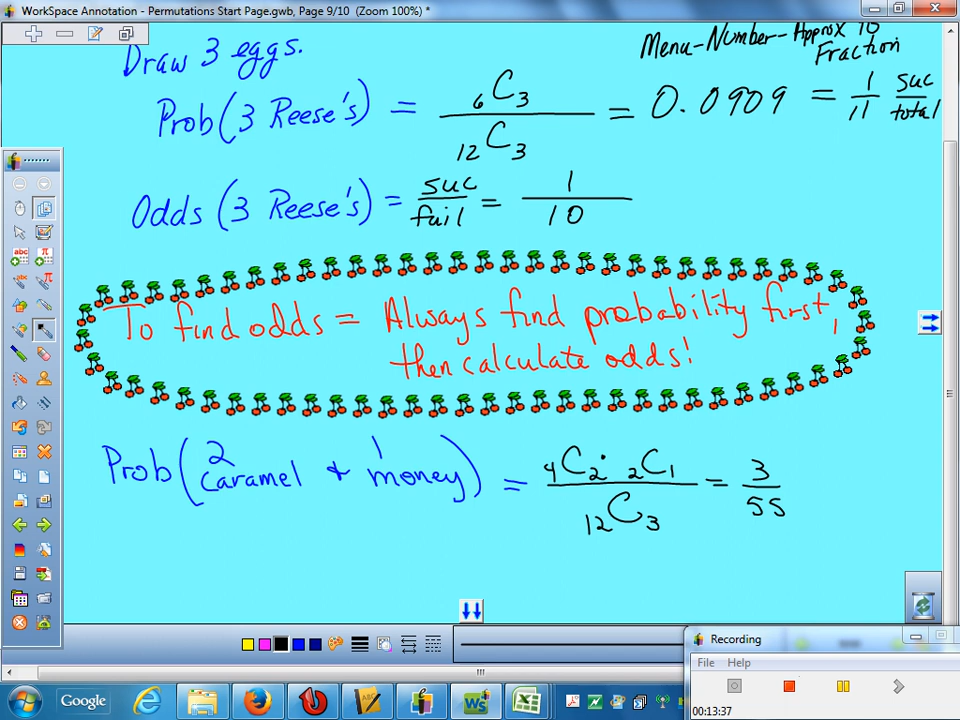 WorkSpace Annotation - Permutations Start Page.gwb, Page 9/10 (Zoom 100%) *
Draw 3 eggs.
Menu-Number-Approx to
Fraction
Prob(3 Reese's) = 6C3 / 12C3 = 0.0909 = 1/11 suc/total
Odds (3 Reese's) = suc/fail = 1/10
To find odds = Always find probability first,
then calculate odds!
Prob(2 caramel & 1 money) = 4C2 · 2C1 / 12C3 = 3/55
Recording
File Help
00:13:37
Google